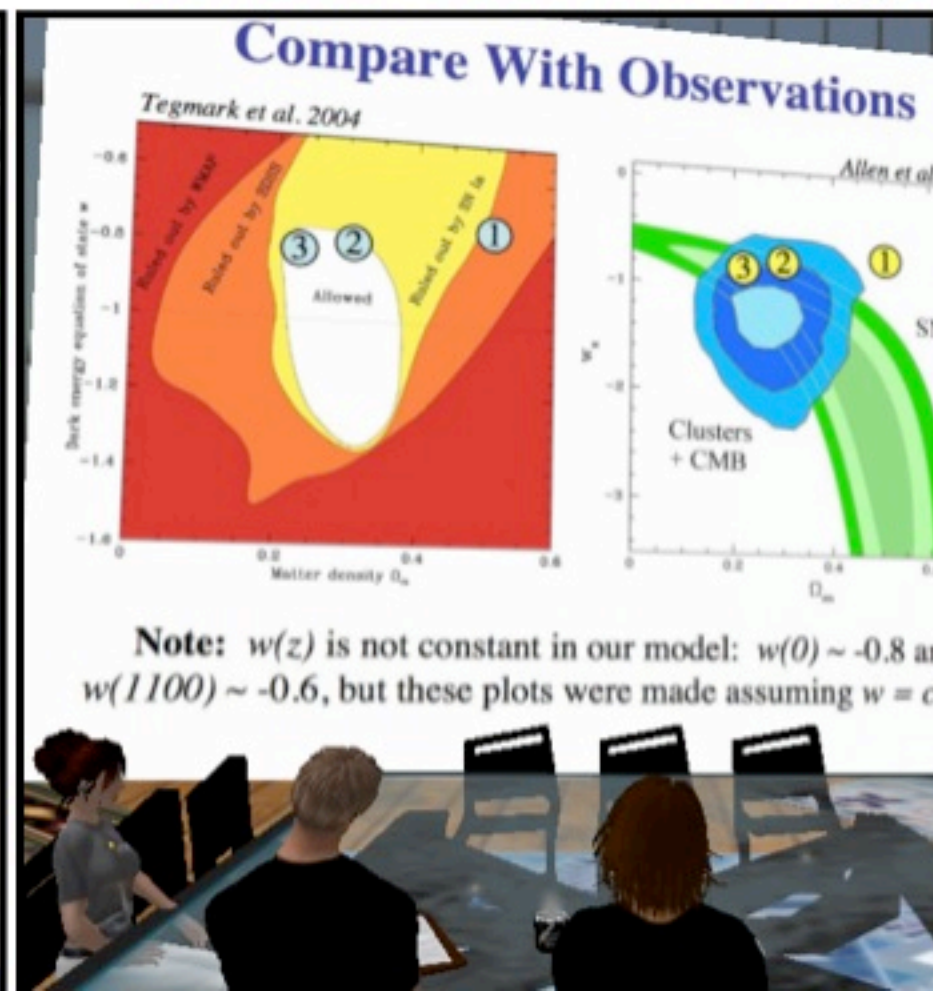 Compare With Observations
Tegmark et al. 2004
Ruled out by WMAP
Ruled out by SDSS
Ruled out by SN Ia
3
2
1
Allowed
-0.6
-0.8
-1
-1.2
-1.4
-1.6
Dark energy equation of state w
0
0.2
0.4
0.6
Matter density Ωₘ
Allen et al
0
-1
-2
-3
3
2
1
Clusters
+ CMB
0
0.2
0.4
Ωₘ
Note: w(z) is not constant in our model: w(0) ~ -0.8
w(1100) ~ -0.6, but these plots were made assuming w =